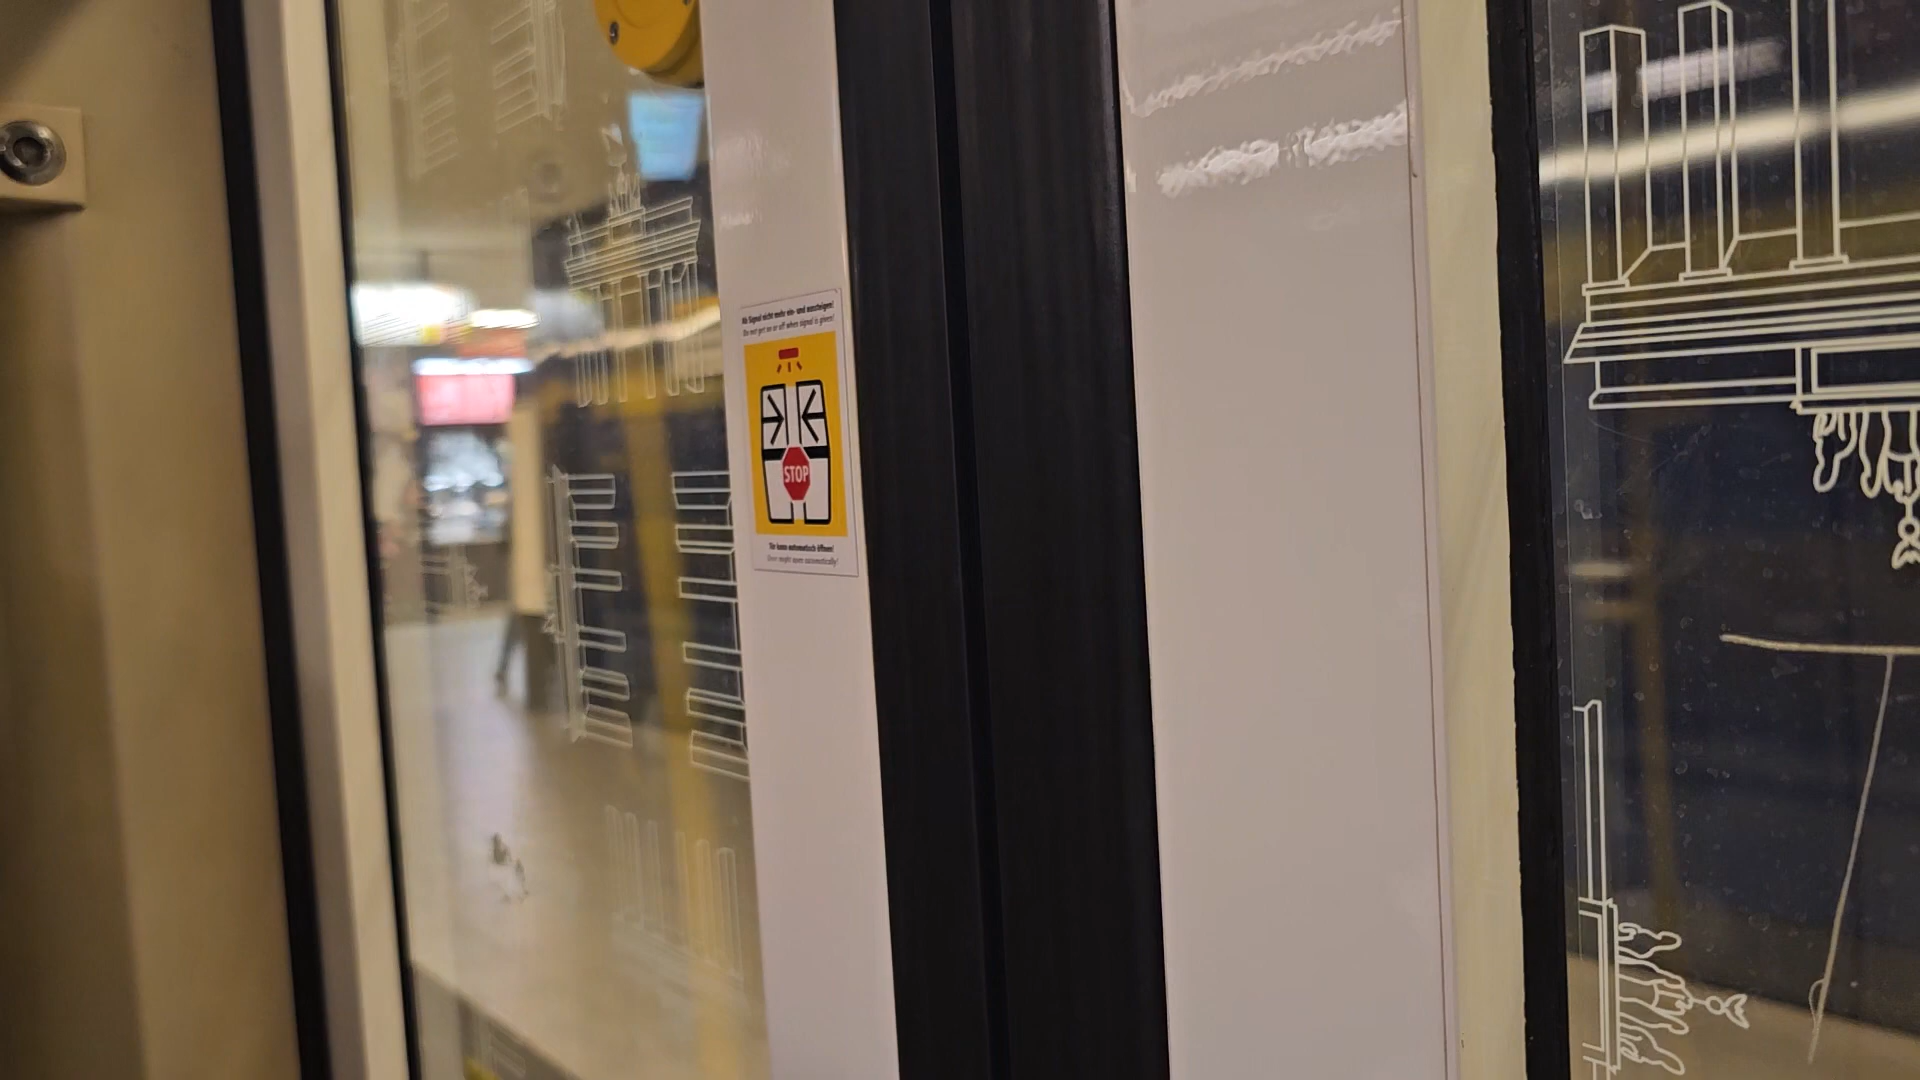 Ab Signal nicht mehr ein- und aussteigen!
Do not get on or off when signal is given!
STOP
Tür kann automatisch öffnen!
Door might open automatically!